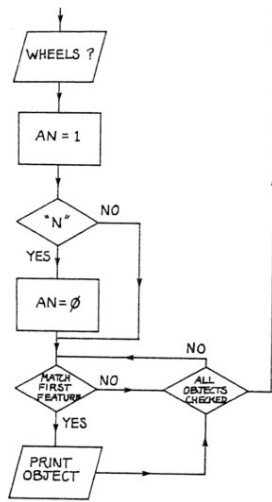 WHEELS ?
AN = 1
"N"
NO
YES
AN = Ø
NO
MATCH
FIRST
FEATURE
NO
ALL
OBJECTS
CHECKED
YES
PRINT
OBJECT